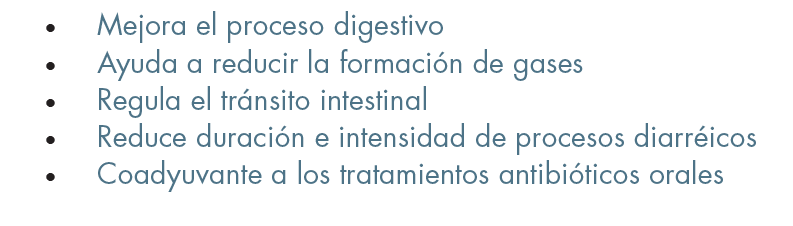 • Mejora el proceso digestivo
• Ayuda a reducir la formación de gases
• Regula el tránsito intestinal
• Reduce duración e intensidad de procesos diarréicos
• Coadyuvante a los tratamientos antibióticos orales